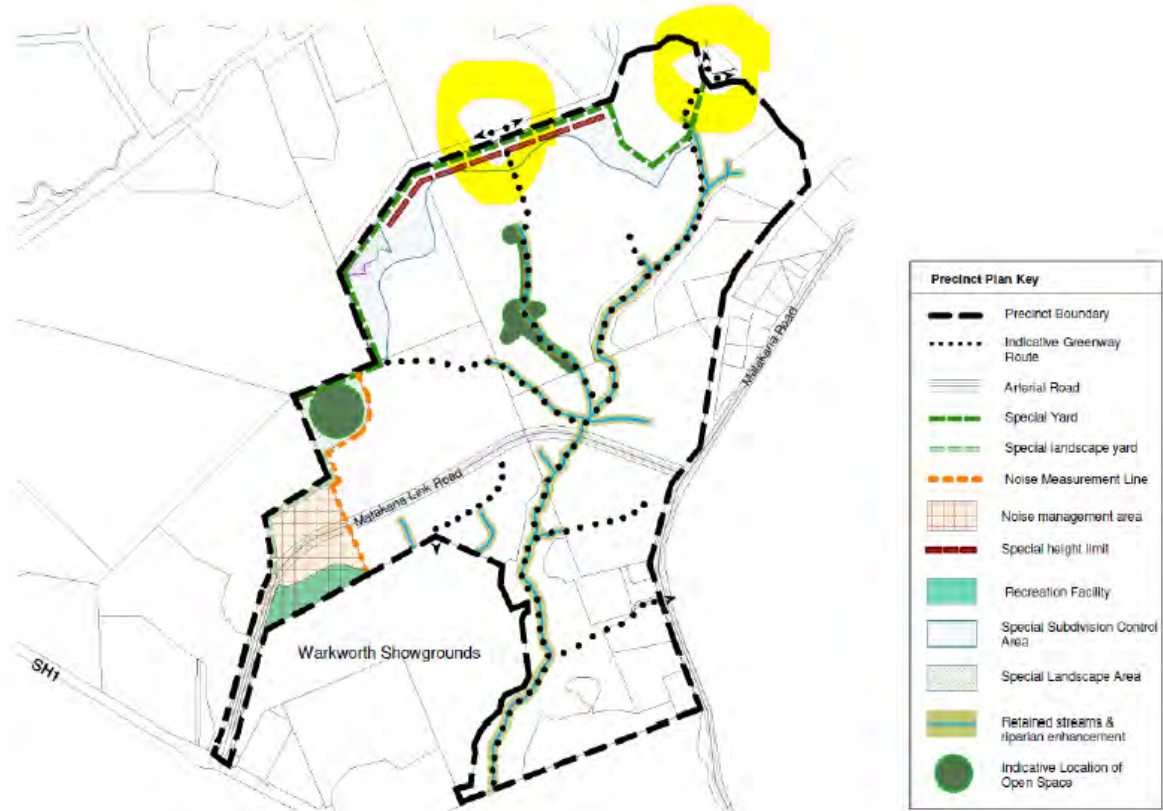 Matakana Road
Matakana Link Road
Warkworth Showgrounds
SH1
Precinct Plan Key
Precinct Boundary
Indicative Greenway
Route
Arterial Road
Special Yard
Special landscape yard
Noise Measurement Line
Noise management area
Special height limit
Recreation Facility
Special Subdivision Control
Area
Special Landscape Area
Retained streams &
riparian enhancement
Indicative Location of
Open Space